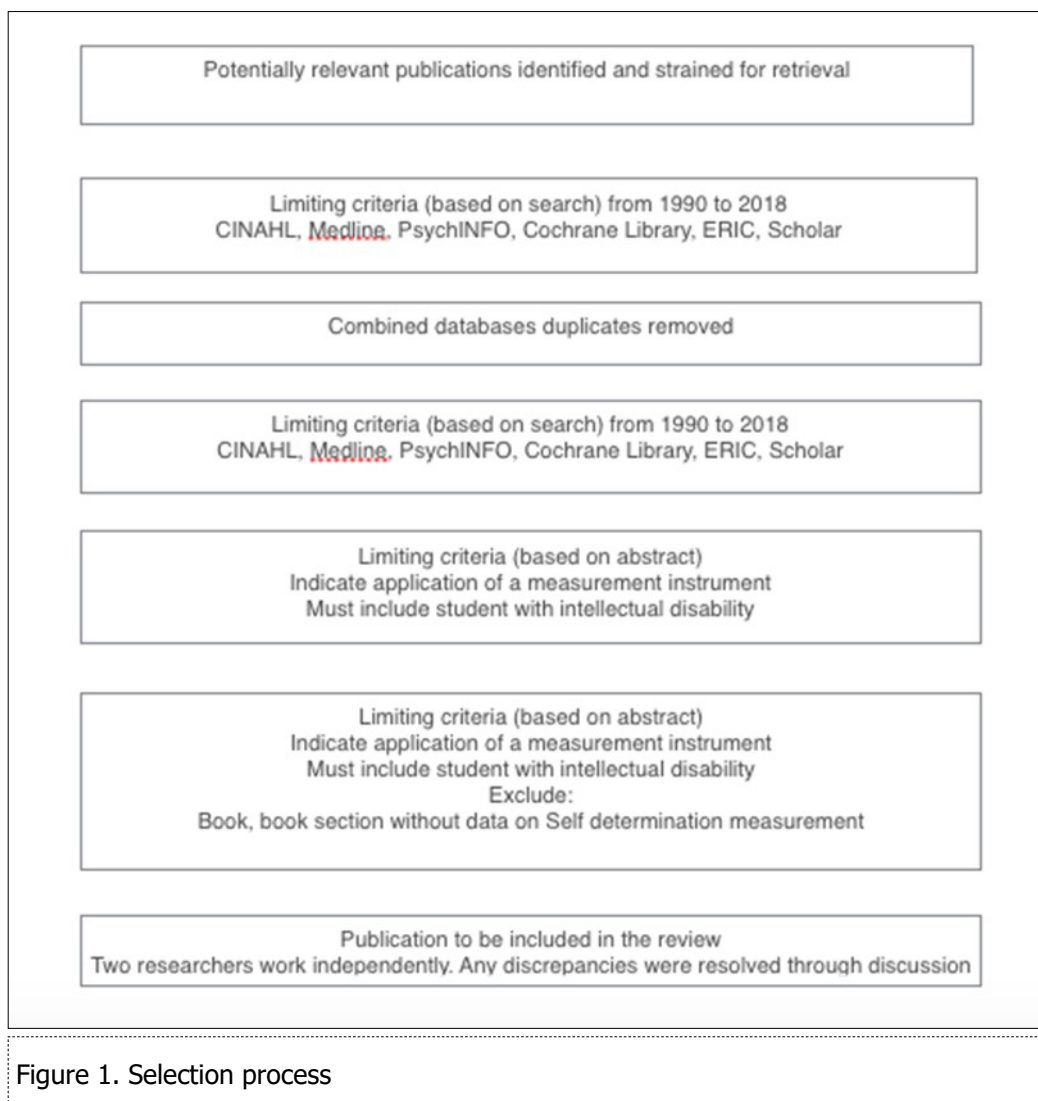 Potentially relevant publications identified and strained for retrieval
Limiting criteria (based on search) from 1990 to 2018
CINAHL, Medline, PsychINFO, Cochrane Library, ERIC, Scholar
Combined databases duplicates removed
Limiting criteria (based on search) from 1990 to 2018
CINAHL, Medline, PsychINFO, Cochrane Library, ERIC, Scholar
Limiting criteria (based on abstract)
Indicate application of a measurement instrument
Must include student with intellectual disability
Limiting criteria (based on abstract)
Indicate application of a measurement instrument
Must include student with intellectual disability
Exclude:
Book, book section without data on Self determination measurement
Publication to be included in the review
Two researchers work independently. Any discrepancies were resolved through discussion
Figure 1. Selection process